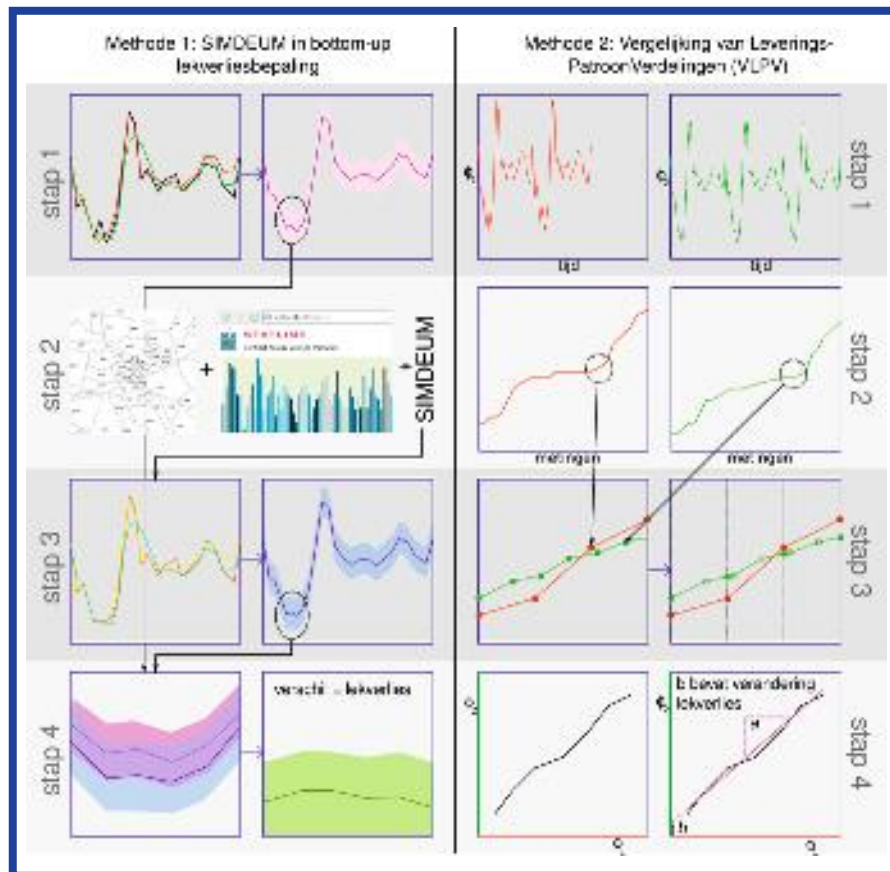 Methode 1: SIMDEUM in bottom-up
lekverliesbepaling
Methode 2: Vergelijking van Leverings-
PatroonVerdelingen (VLPV)
stap 1
tijd
tijd
stap 1
stap 2
+
SIMDEUM
metingen
metingen
stap 2
stap 3
stap 3
stap 4
verschil = lekverlies
b bevat verandering
lekverlies
a
b
stap 4